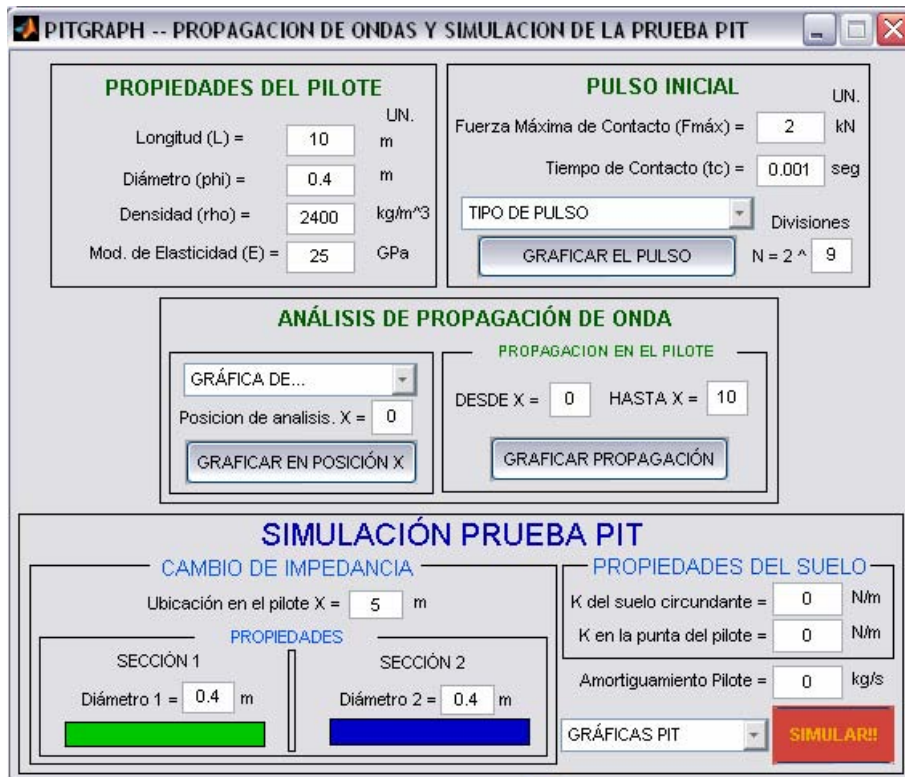 PITGRAPH -- PROPAGACION DE ONDAS Y SIMULACION DE LA PRUEBA PIT
PROPIEDADES DEL PILOTE
UN.
Longitud (L) = 10 m
Diámetro (phi) = 0.4 m
Densidad (rho) = 2400 kg/m^3
Mod. de Elasticidad (E) = 25 GPa
PULSO INICIAL
UN.
Fuerza Máxima de Contacto (Fmáx) = 2 kN
Tiempo de Contacto (tc) = 0.001 seg
TIPO DE PULSO
Divisiones
GRAFICAR EL PULSO N = 2 ^ 9
ANÁLISIS DE PROPAGACIÓN DE ONDA
GRÁFICA DE...
Posicion de analisis. X = 0
GRAFICAR EN POSICIÓN X
PROPAGACION EN EL PILOTE
DESDE X = 0 HASTA X = 10
GRAFICAR PROPAGACIÓN
SIMULACIÓN PRUEBA PIT
CAMBIO DE IMPEDANCIA
Ubicación en el pilote X = 5 m
PROPIEDADES
SECCIÓN 1
Diámetro 1 = 0.4 m
SECCIÓN 2
Diámetro 2 = 0.4 m
PROPIEDADES DEL SUELO
K del suelo circundante = 0 N/m
K en la punta del pilote = 0 N/m
Amortiguamiento Pilote = 0 kg/s
GRÁFICAS PIT
SIMULAR!!